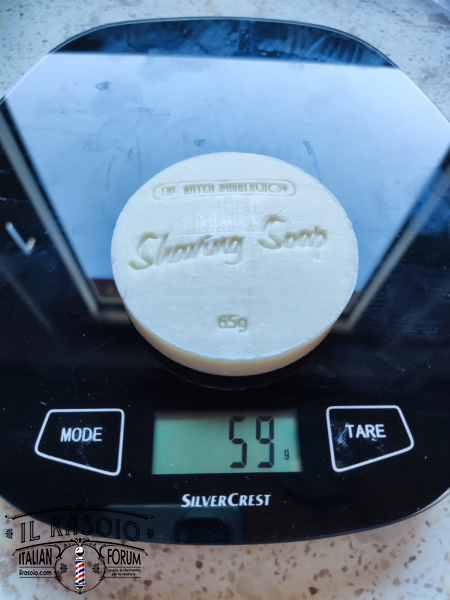 Shaving Soap
65g
MODE
59 g
TARE
SILVERCREST
IL RASOIO
ITALIAN FORUM
ilrasoio.com